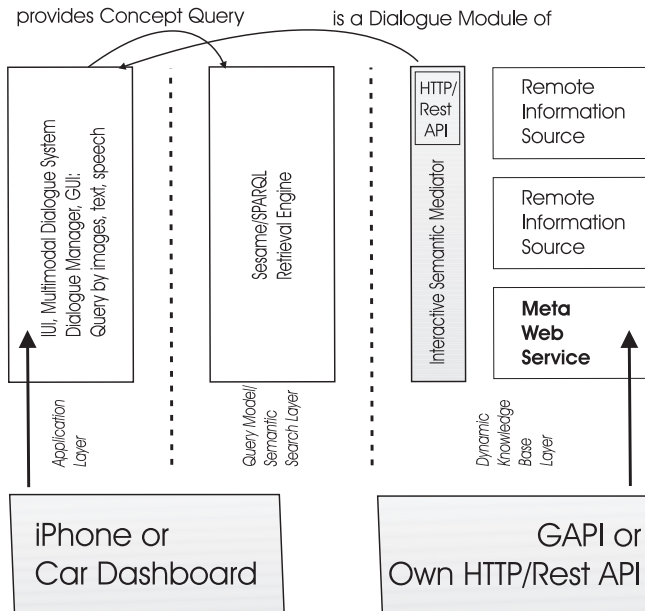 provides Concept Query
is a Dialogue Module of
IUI, Multimodal Dialogue System
Dialogue Manager, GUI:
Query by images, text, speech
Sesame/SPARQL
Retrieval Engine
HTTP/
Rest
API
Interactive Semantic Mediator
Remote
Information
Source
Remote
Information
Source
Meta
Web
Service
Application
Layer
Query Model/
Semantic
Search Layer
Dynamic
Knowledge
Base
Layer
iPhone or
Car Dashboard
GAPI or
Own HTTP/Rest API